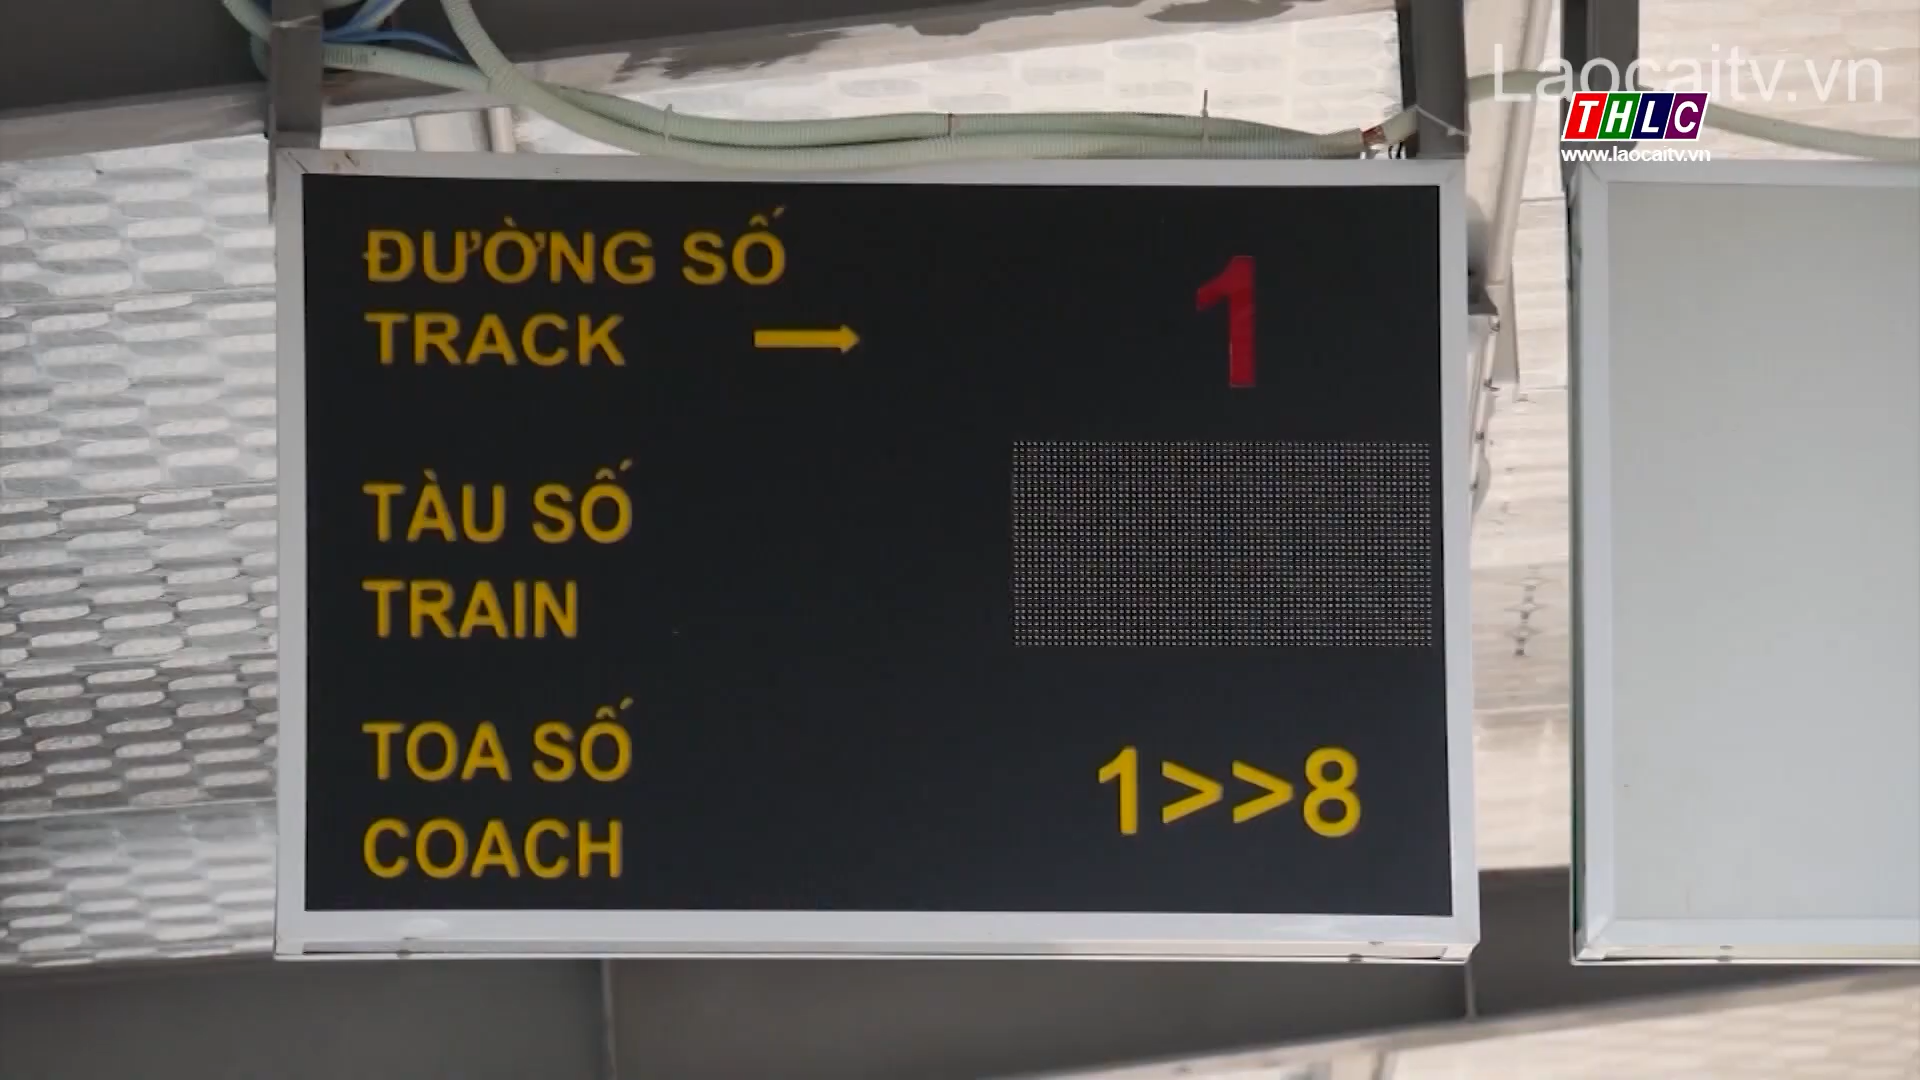 Laocaitv.vn
THLC
www.laocaitv.vn
ĐƯỜNG SỐ
TRACK → 1
TÀU SỐ
TRAIN
TOA SỐ
COACH
1>>8